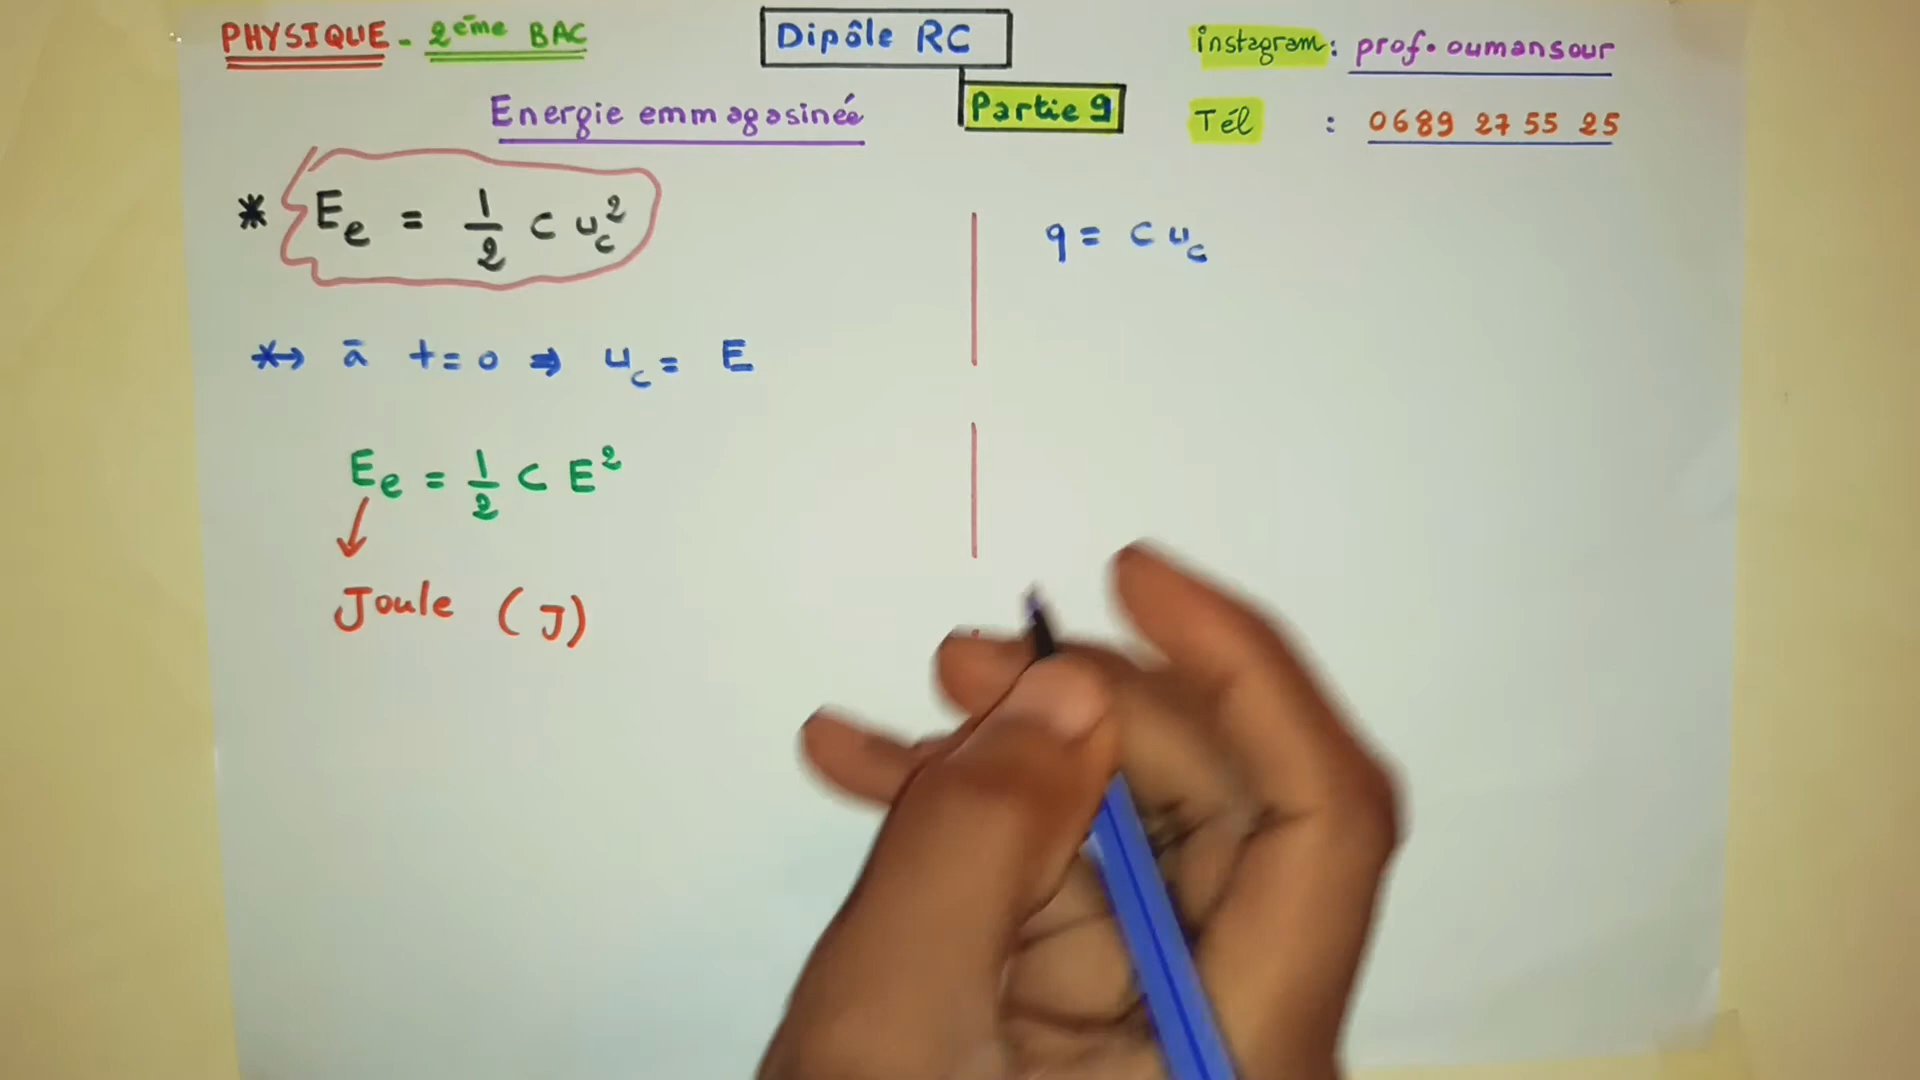 PHYSIQUE - 2ème BAC
Dipôle RC
Partie 9
Energie emmagasinée
instagram : prof.oumansour
Tél : 0689 27 55 25
* Ee = 1/2 C uc²
*→ à t=0 ⇒ uc = E
Ee = 1/2 C E²
Joule (J)
q = C uc